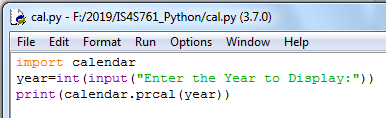 cal.py - F:/2019/IS4S761_Python/cal.py (3.7.0)
File Edit Format Run Options Window Help
import calendar
year=int(input("Enter the Year to Display:"))
print(calendar.prcal(year))